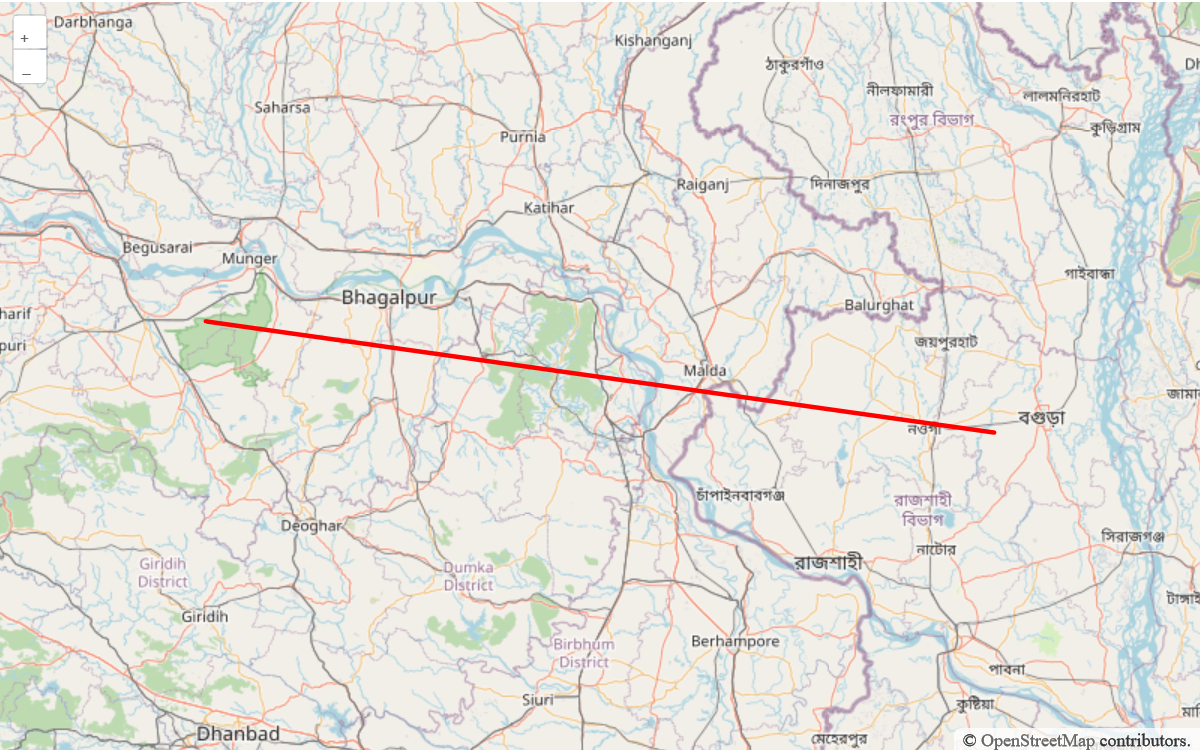 Darbhanga
+
–
Kishanganj
ঠাকুরগাঁও
নীলফামারী
লালমনিরহাট
রংপুর বিভাগ
কুড়িগ্রাম
Saharsa
Purnia
Raiganj
দিনাজপুর
Katihar
Begusarai
Munger
গাইবান্ধা
Bhagalpur
Balurghat
harif
puri
জয়পুরহাট
Malda
নওগাঁ
বগুড়া
চাঁপাইনবাবগঞ্জ
রাজশাহী
বিভাগ
Deoghar
সিরাজগঞ্জ
নাটোর
রাজশাহী
Giridih
District
Dumka
District
Giridih
Birbhum
District
Berhampore
পাবনা
Siuri
কুষ্টিয়া
Dhanbad
মেহেরপুর
© OpenStreetMap contributors.